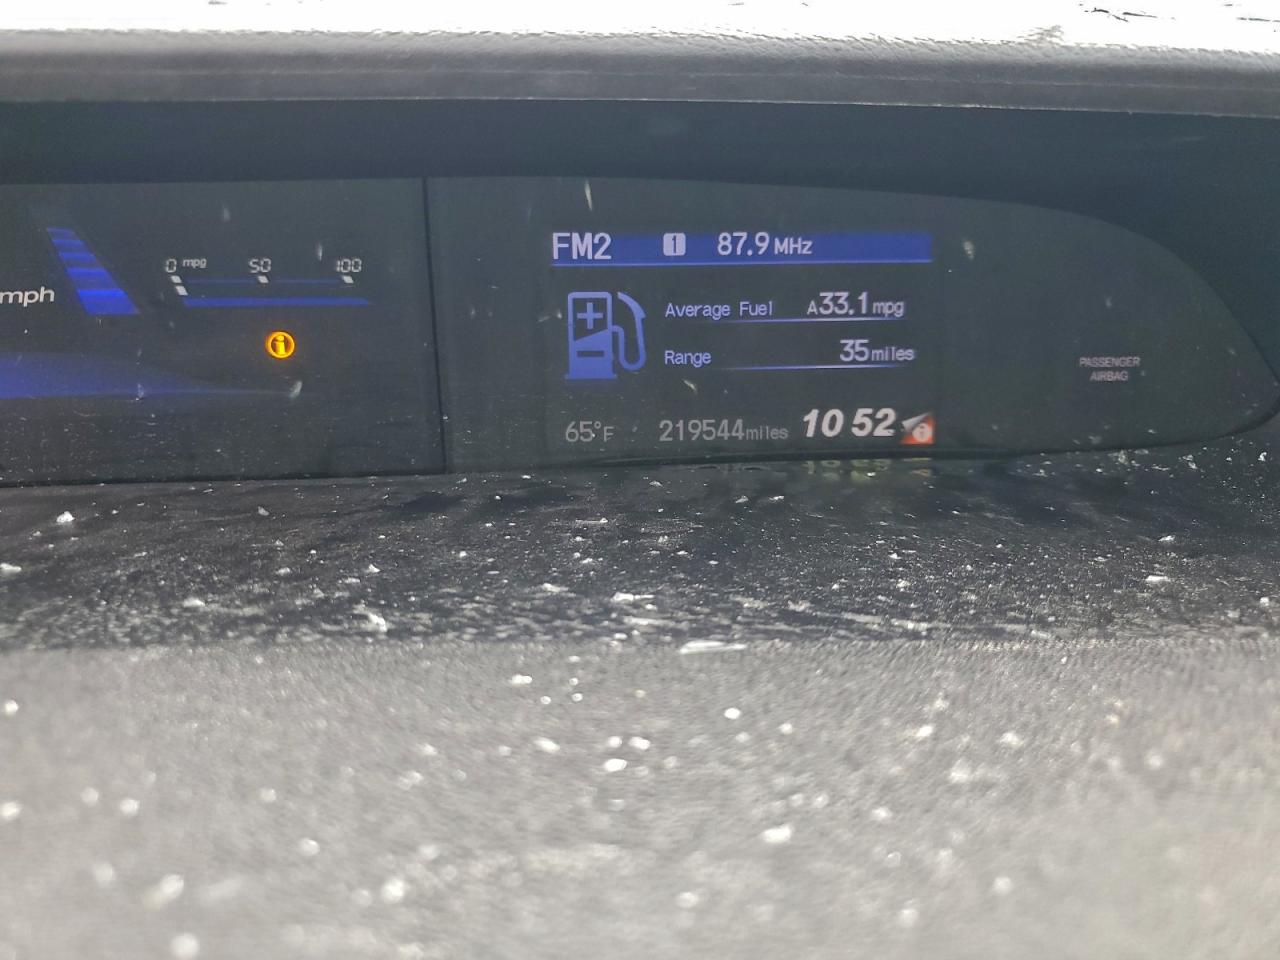 mph
0 mpg 50 100
FM2 1 87.9 MHz
Average Fuel A33.1 mpg
Range 35 miles
65°F 219544 miles 10 52
PASSENGER
AIRBAG